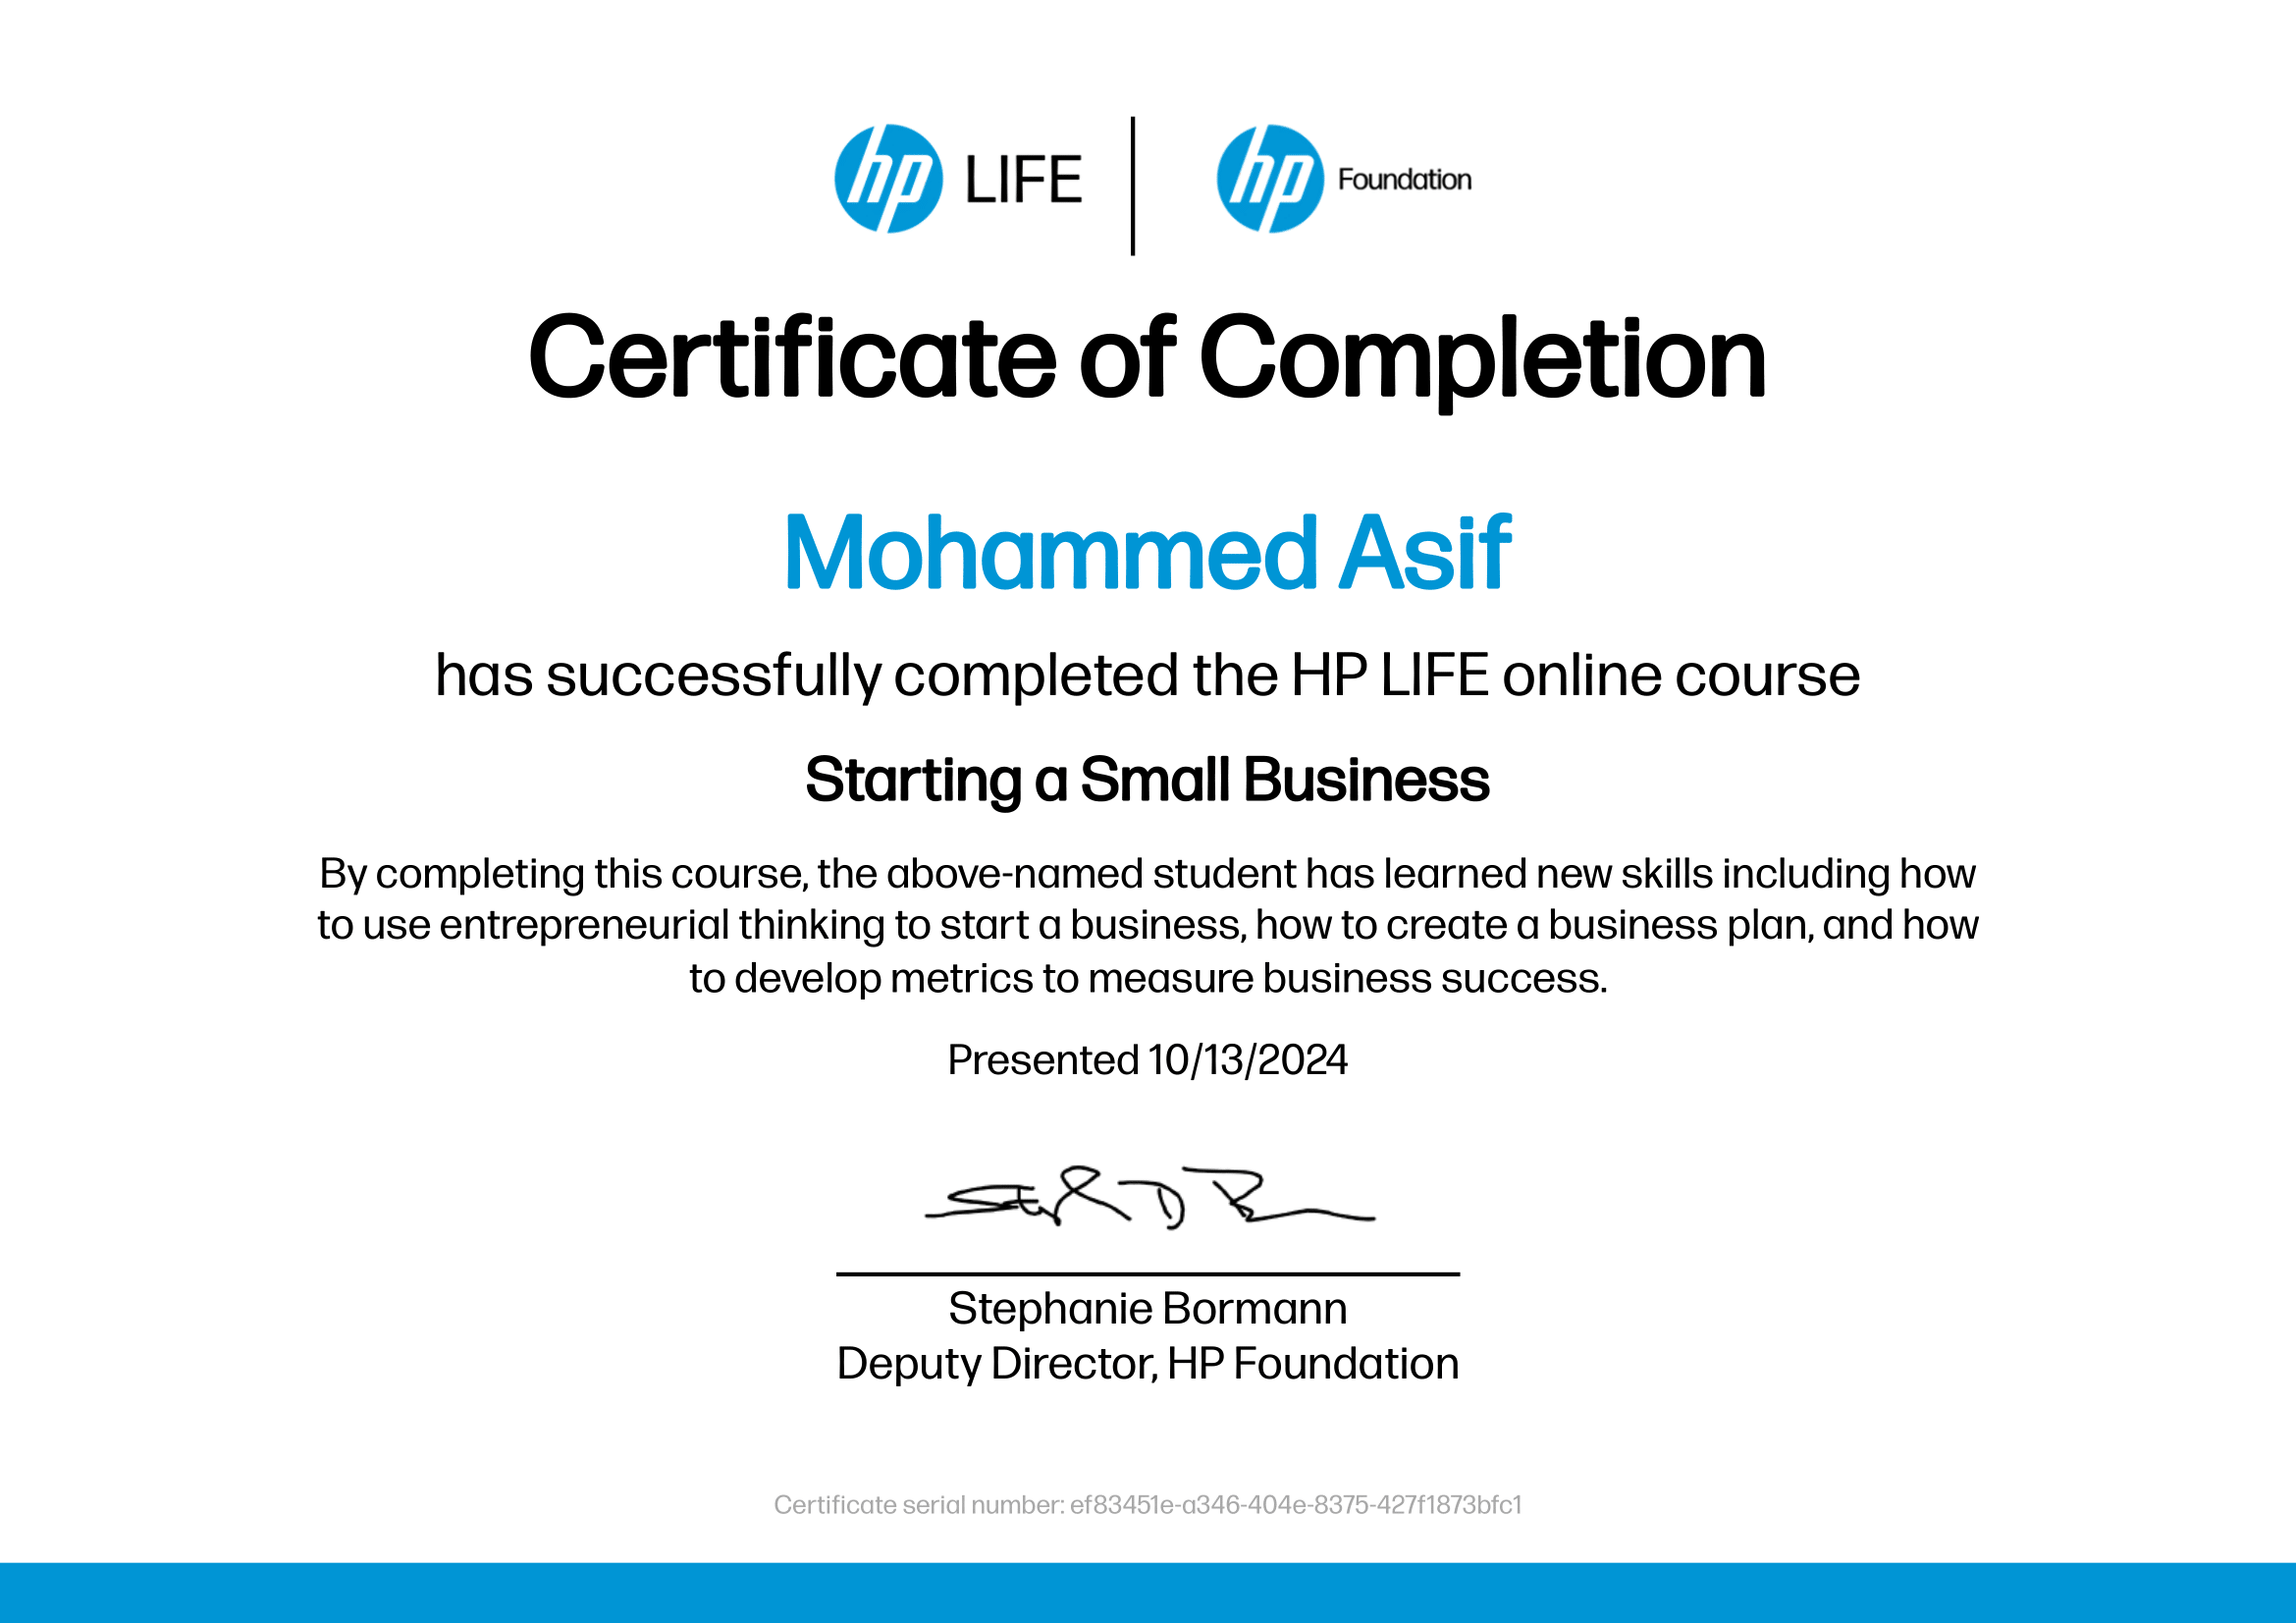 hp LIFE | hp Foundation
Certificate of Completion
Mohammed Asif
has successfully completed the HP LIFE online course
Starting a Small Business
By completing this course, the above-named student has learned new skills including how
to use entrepreneurial thinking to start a business, how to create a business plan, and how
to develop metrics to measure business success.
Presented 10/13/2024
Stephanie Bormann
Deputy Director, HP Foundation
Certificate serial number: ef83451e-a346-404e-8375-427f1873bfc1